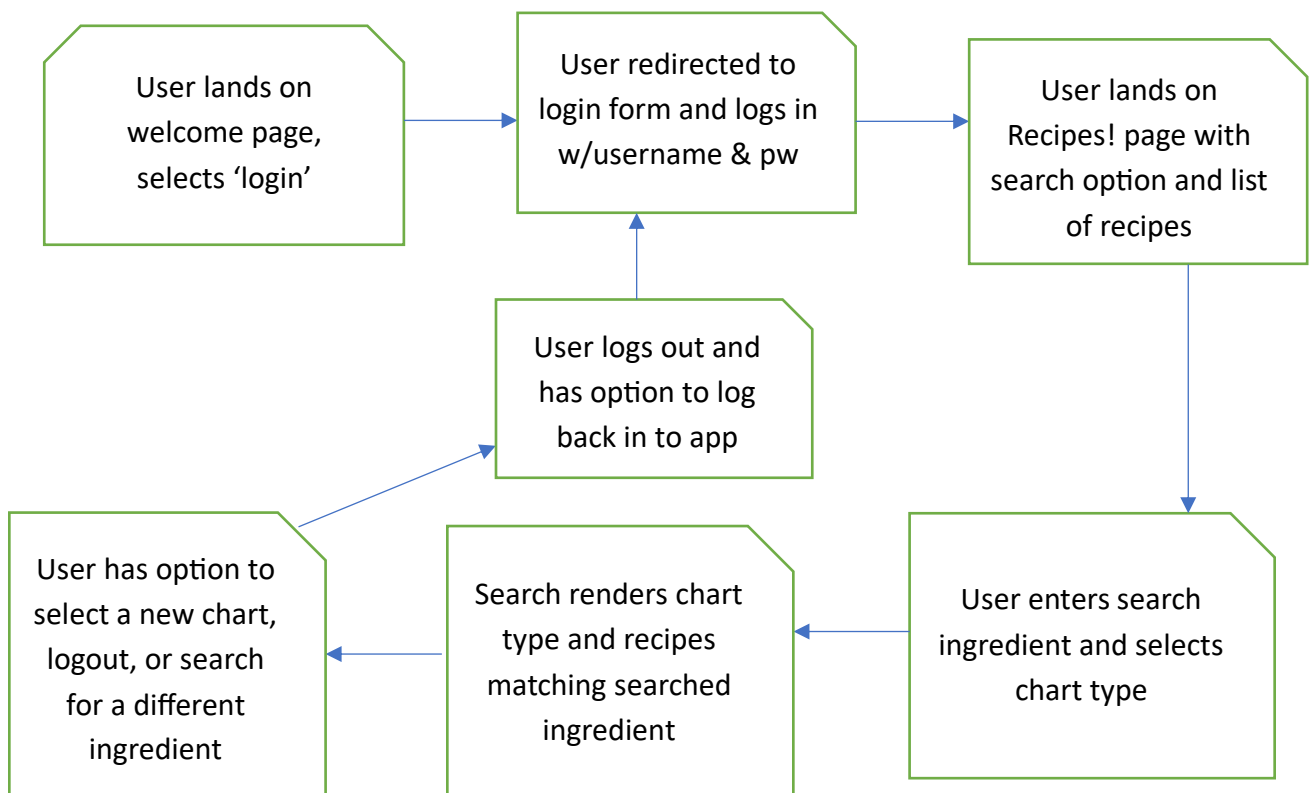 User lands on
welcome page,
selects ‘login’
User redirected to
login form and logs in
w/username & pw
User lands on
Recipes! page with
search option and list
of recipes
User logs out and
has option to log
back in to app
User has option to
select a new chart,
logout, or search
for a different
ingredient
Search renders chart
type and recipes
matching searched
ingredient
User enters search
ingredient and selects
chart type